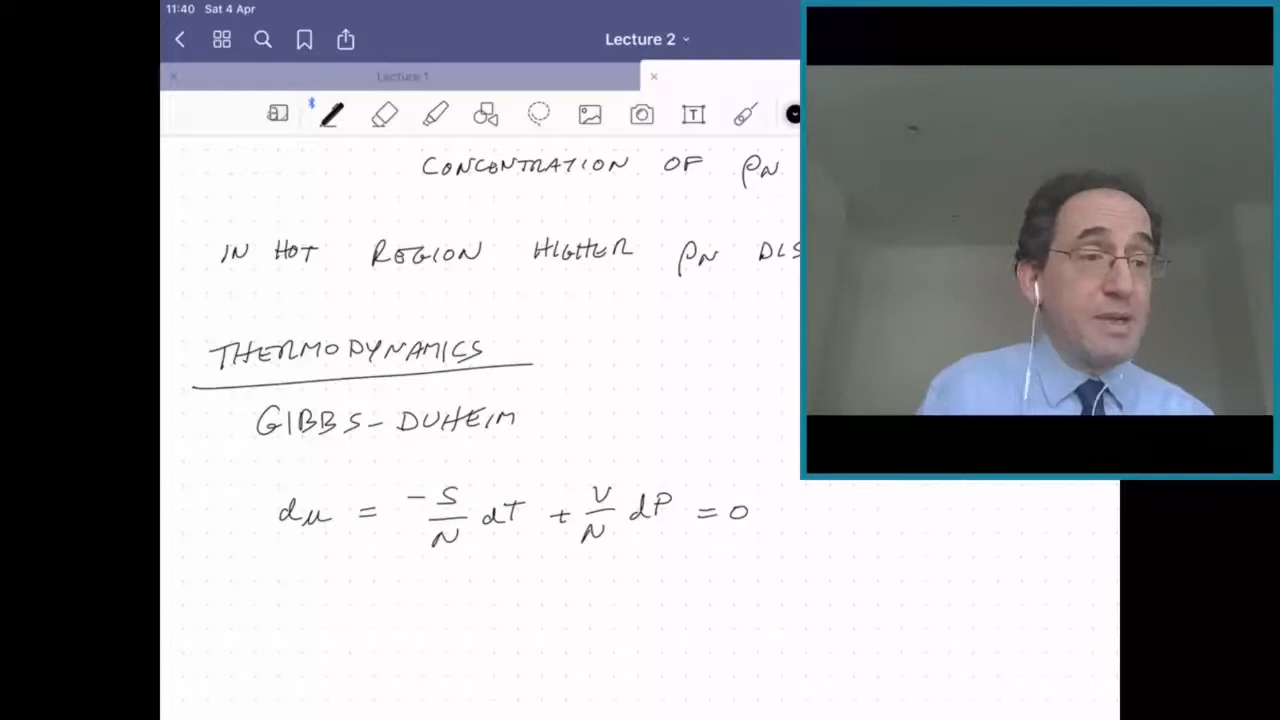 11:40 Sat 4 Apr
Lecture 2
Lecture 1
CONCENTRATION OF ρN
IN HOT REGION HIGHER ρN DIS
THERMODYNAMICS
GIBBS-DUHEIM
dμ = -S/N dT + V/N dP = 0